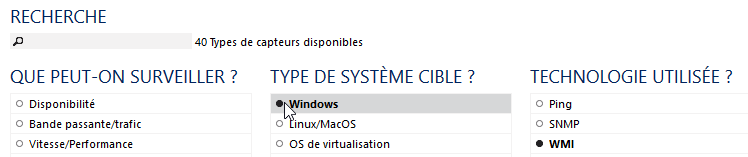 RECHERCHE
40 Types de capteurs disponibles
QUE PEUT-ON SURVEILLER ?
Disponibilité
Bande passante/trafic
Vitesse/Performance
TYPE DE SYSTÈME CIBLE ?
Windows
Linux/MacOS
OS de virtualisation
TECHNOLOGIE UTILISÉE ?
Ping
SNMP
WMI